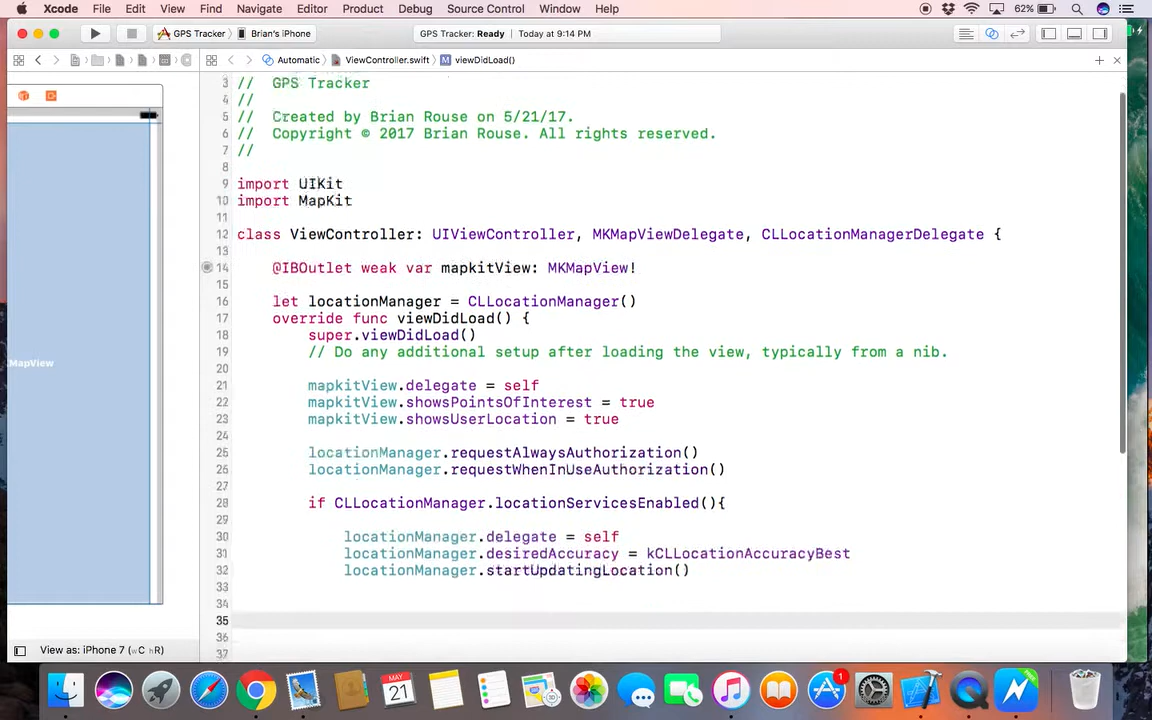 Xcode File Edit View Find Navigate Editor Product Debug Source Control Window Help 62%
GPS Tracker Brian's iPhone GPS Tracker: Ready Today at 9:14 PM
Automatic ViewController.swift M viewDidLoad()
3 // GPS Tracker
4 //
5 // Created by Brian Rouse on 5/21/17.
6 // Copyright © 2017 Brian Rouse. All rights reserved.
7 //
8
9 import UIKit
10 import MapKit
11
12 class ViewController: UIViewController, MKMapViewDelegate, CLLocationManagerDelegate {
13
14 @IBOutlet weak var mapkitView: MKMapView!
15
16 let locationManager = CLLocationManager()
17 override func viewDidLoad() {
18 super.viewDidLoad()
19 // Do any additional setup after loading the view, typically from a nib.
20
21 mapkitView.delegate = self
22 mapkitView.showsPointsOfInterest = true
23 mapkitView.showsUserLocation = true
24
25 locationManager.requestAlwaysAuthorization()
26 locationManager.requestWhenInUseAuthorization()
27
28 if CLLocationManager.locationServicesEnabled(){
29
30 locationManager.delegate = self
31 locationManager.desiredAccuracy = kCLLocationAccuracyBest
32 locationManager.startUpdatingLocation()
33
34
35
36
37
MapView
View as: iPhone 7 (wC hR)
MAY
21
1